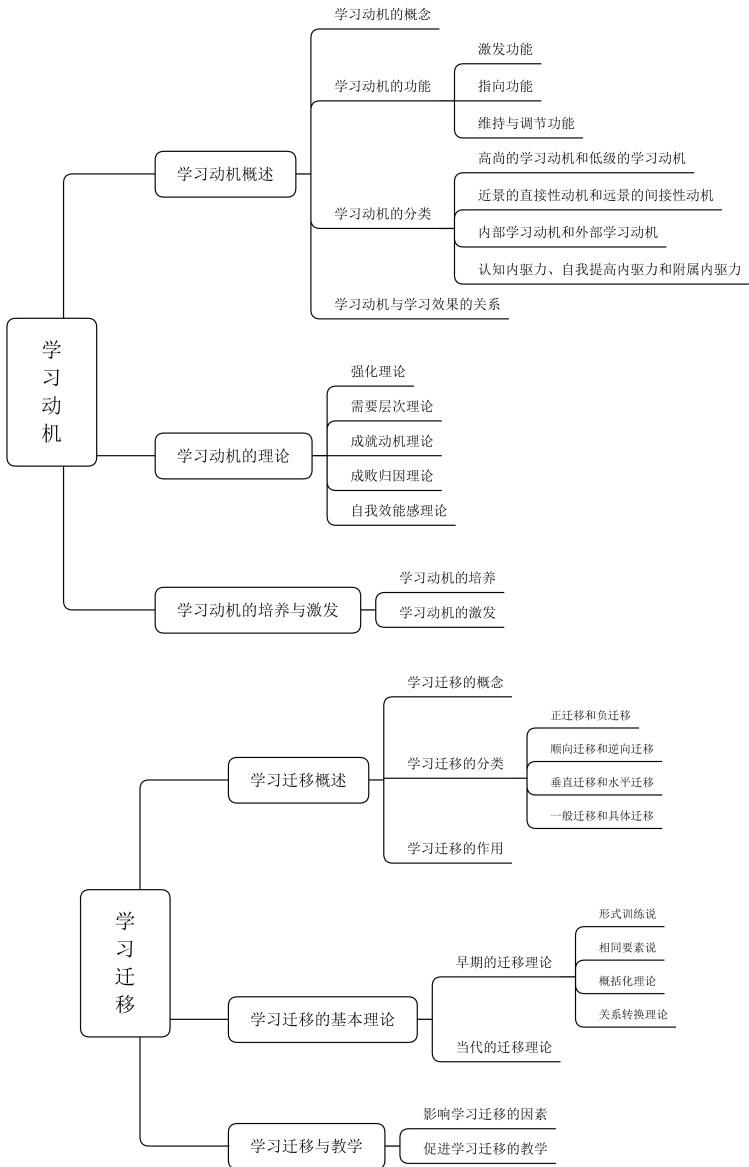 学习动机的概念
激发功能
学习动机的功能
指向功能
维持与调节功能
高尚的学习动机和低级的学习动机
学习动机概述
近景的直接性动机和远景的间接性动机
学习动机的分类
内部学习动机和外部学习动机
认知内驱力、自我提高内驱力和附属内驱力
学习动机与学习效果的关系
学
习
动
机
强化理论
需要层次理论
学习动机的理论
成就动机理论
成败归因理论
自我效能感理论
学习动机的培养
学习动机的培养与激发
学习动机的激发
学习迁移的概念
正迁移和负迁移
学习迁移概述
学习迁移的分类
顺向迁移和逆向迁移
垂直迁移和水平迁移
一般迁移和具体迁移
学习迁移的作用
学
习
迁
移
形式训练说
早期的迁移理论
相同要素说
概括化理论
关系转换理论
学习迁移的基本理论
当代的迁移理论
影响学习迁移的因素
学习迁移与教学
促进学习迁移的教学